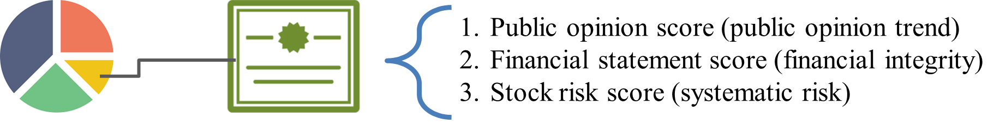 1. Public opinion score (public opinion trend)
2. Financial statement score (financial integrity)
3. Stock risk score (systematic risk)